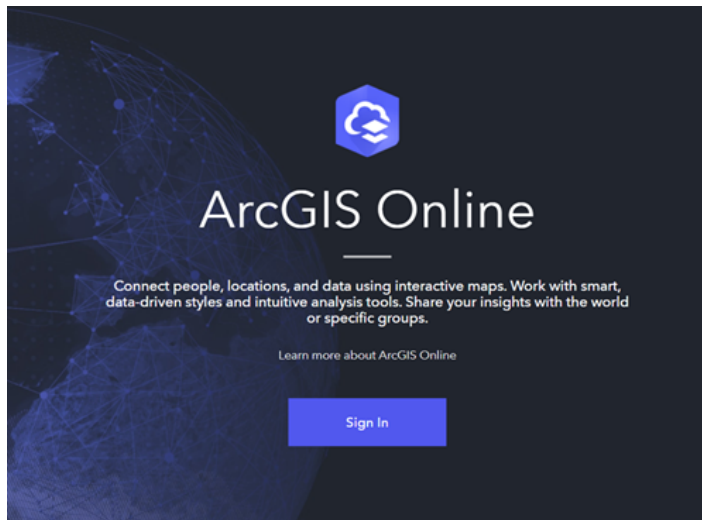 ArcGIS Online
Connect people, locations, and data using interactive maps. Work with smart,
data-driven styles and intuitive analysis tools. Share your insights with the world
or specific groups.
Learn more about ArcGIS Online
Sign In